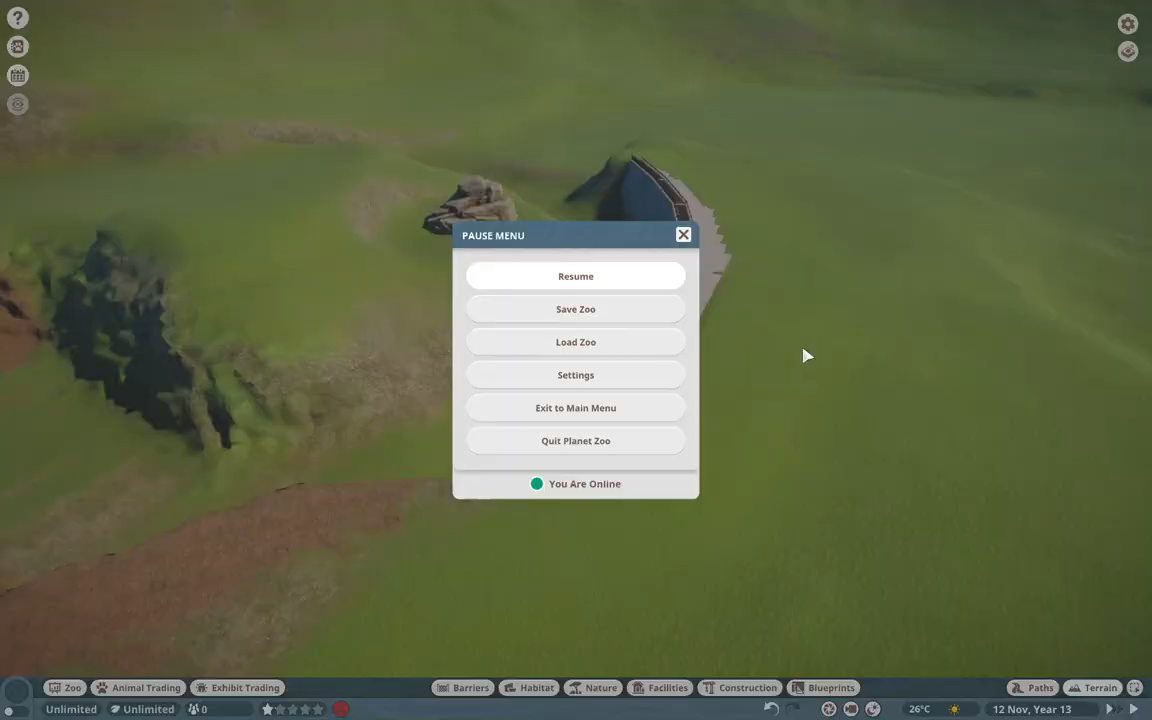 ?
PAUSE MENU
Resume
Save Zoo
Load Zoo
Settings
Exit to Main Menu
Quit Planet Zoo
You Are Online
Zoo Animal Trading Exhibit Trading Barriers Habitat Nature Facilities Construction Blueprints Paths Terrain
Unlimited Unlimited 0 26°C 12 Nov, Year 13